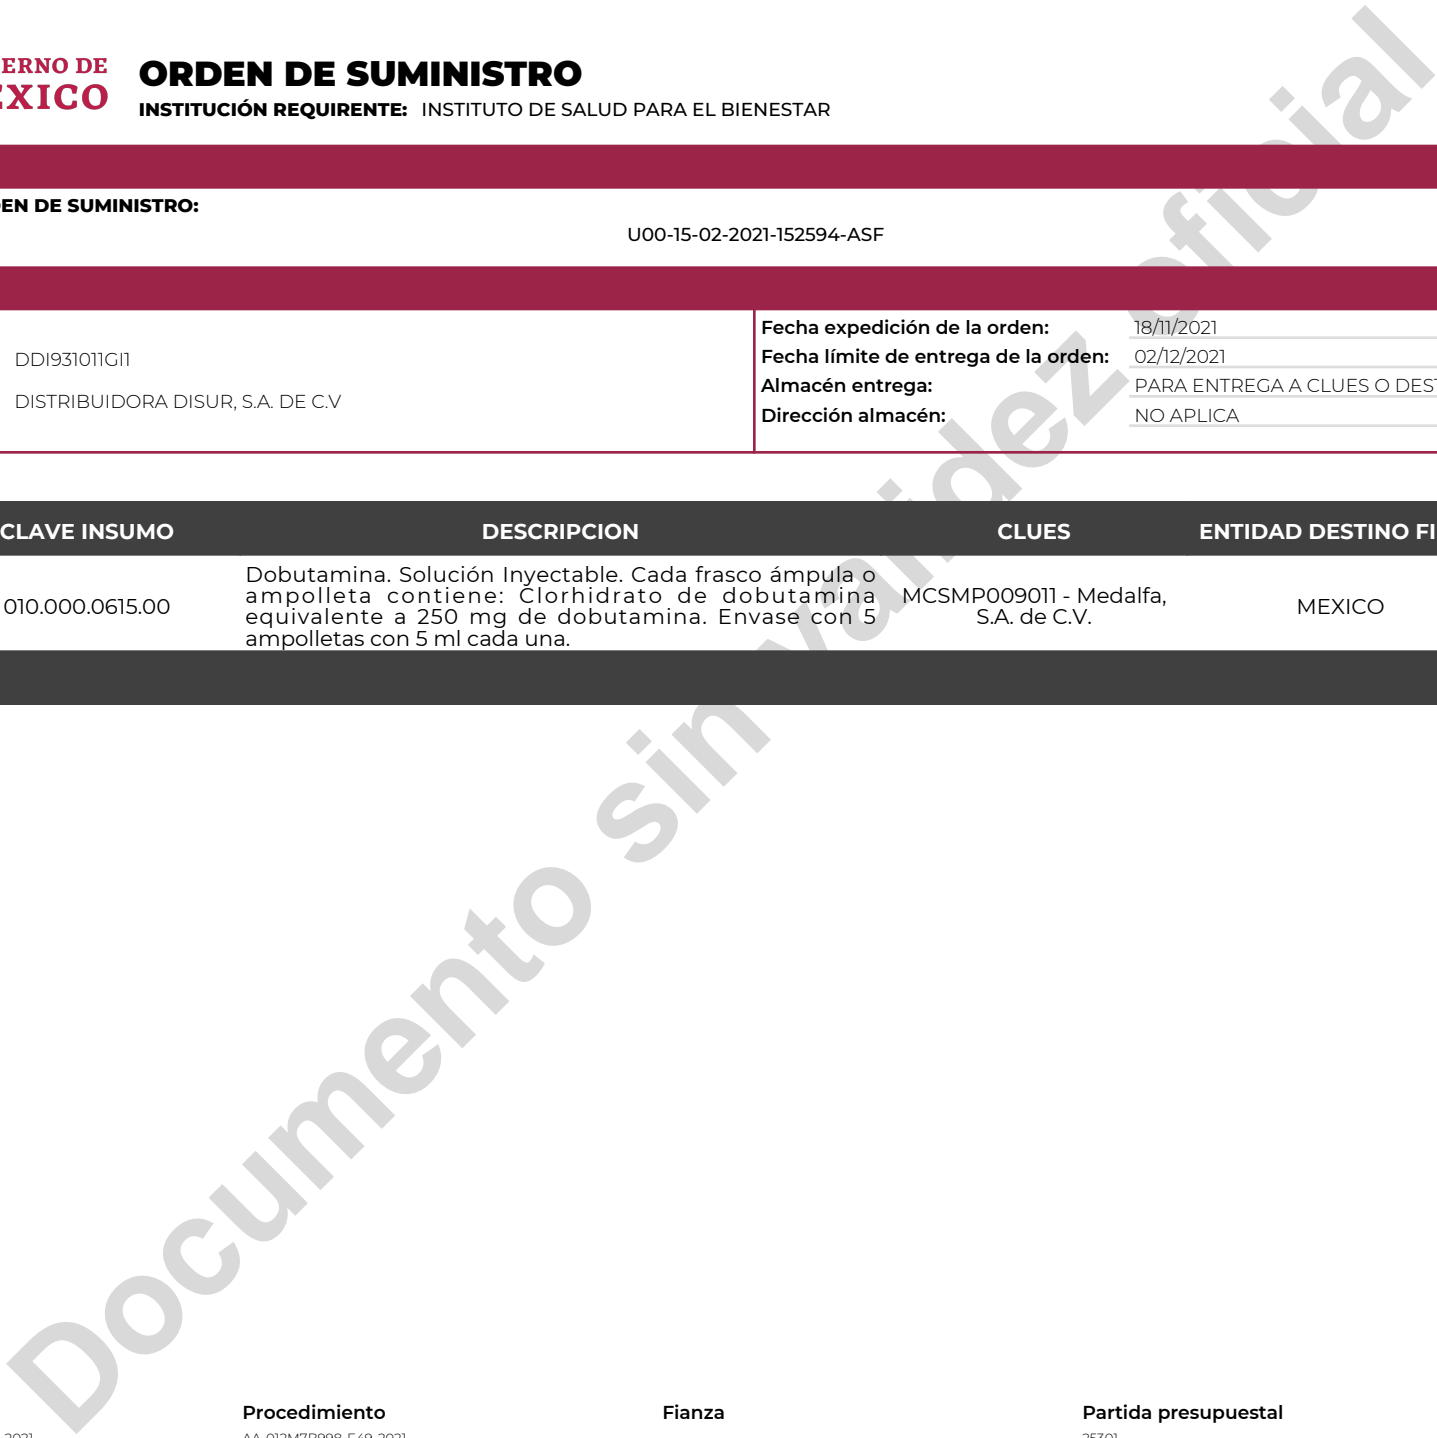 ERNO DE
EXICO
ORDEN DE SUMINISTRO
INSTITUCIÓN REQUIRENTE: INSTITUTO DE SALUD PARA EL BIENESTAR
EN DE SUMINISTRO:
U00-15-02-2021-152594-ASF
DDI931011GI1
DISTRIBUIDORA DISUR, S.A. DE C.V
Fecha expedición de la orden: 18/11/2021
Fecha límite de entrega de la orden: 02/12/2021
Almacén entrega: PARA ENTREGA A CLUES O DEST
Dirección almacén: NO APLICA
CLAVE INSUMO DESCRIPCION CLUES ENTIDAD DESTINO FI
010.000.0615.00
Dobutamina. Solución Inyectable. Cada frasco ámpula o
ampolleta contiene: Clorhidrato de dobutamina
equivalente a 250 mg de dobutamina. Envase con 5
ampolletas con 5 ml cada una.
MCSMP009011 - Medalfa,
S.A. de C.V.
MEXICO
Documento sin validez oficial
Procedimiento Fianza Partida presupuestal